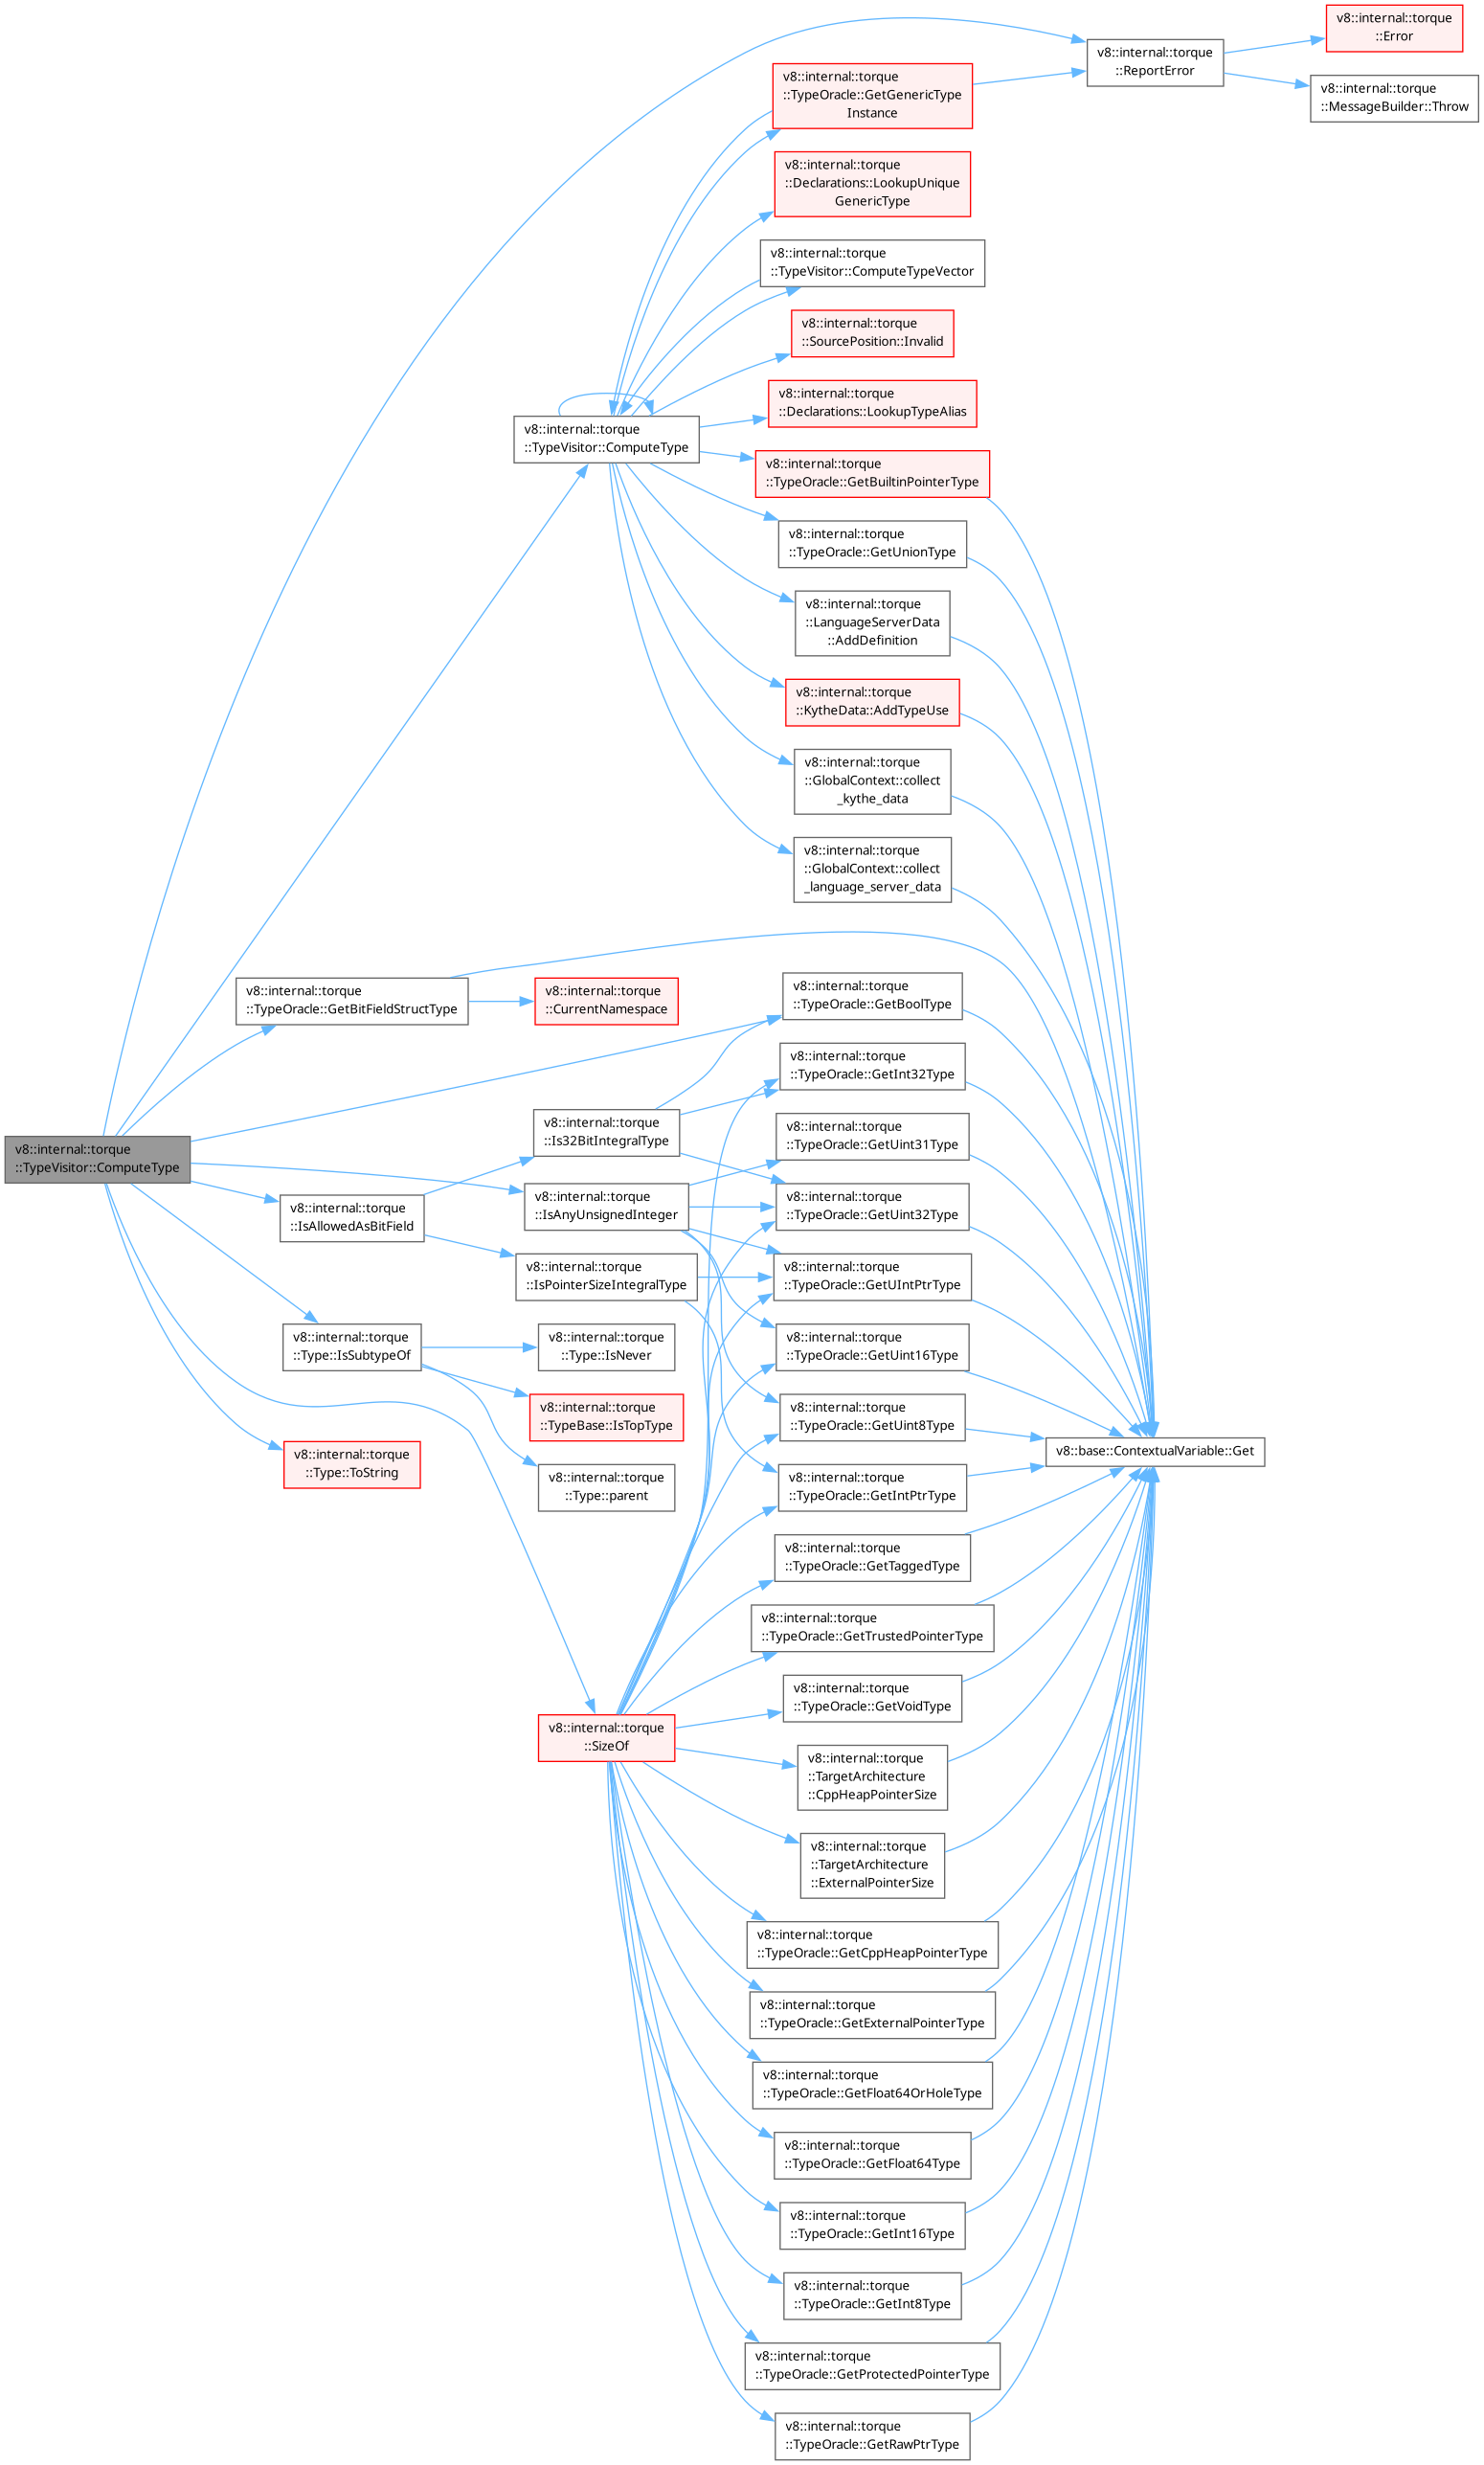 v8::internal::torque
::Error
v8::internal::torque
::ReportError
v8::internal::torque
::MessageBuilder::Throw
v8::internal::torque
::TypeOracle::GetGenericType
Instance
v8::internal::torque
::Declarations::LookupUnique
GenericType
v8::internal::torque
::TypeVisitor::ComputeTypeVector
v8::internal::torque
::SourcePosition::Invalid
v8::internal::torque
::Declarations::LookupTypeAlias
v8::internal::torque
::TypeVisitor::ComputeType
v8::internal::torque
::TypeOracle::GetBuiltinPointerType
v8::internal::torque
::TypeOracle::GetUnionType
v8::internal::torque
::LanguageServerData
::AddDefinition
v8::internal::torque
::KytheData::AddTypeUse
v8::internal::torque
::GlobalContext::collect
_kythe_data
v8::internal::torque
::GlobalContext::collect
_language_server_data
v8::internal::torque
::TypeOracle::GetBitFieldStructType
v8::internal::torque
::CurrentNamespace
v8::internal::torque
::TypeOracle::GetBoolType
v8::internal::torque
::TypeOracle::GetInt32Type
v8::internal::torque
::Is32BitIntegralType
v8::internal::torque
::TypeOracle::GetUint31Type
v8::internal::torque
::TypeVisitor::ComputeType
v8::internal::torque
::IsAllowedAsBitField
v8::internal::torque
::IsAnyUnsignedInteger
v8::internal::torque
::TypeOracle::GetUint32Type
v8::internal::torque
::IsPointerSizeIntegralType
v8::internal::torque
::TypeOracle::GetUIntPtrType
v8::internal::torque
::Type::IsSubtypeOf
v8::internal::torque
::Type::IsNever
v8::internal::torque
::TypeOracle::GetUint16Type
v8::internal::torque
::TypeBase::IsTopType
v8::internal::torque
::TypeOracle::GetUint8Type
v8::base::ContextualVariable::Get
v8::internal::torque
::Type::ToString
v8::internal::torque
::Type::parent
v8::internal::torque
::TypeOracle::GetIntPtrType
v8::internal::torque
::TypeOracle::GetTaggedType
v8::internal::torque
::TypeOracle::GetTrustedPointerType
v8::internal::torque
::TypeOracle::GetVoidType
v8::internal::torque
::SizeOf
v8::internal::torque
::TargetArchitecture
::CppHeapPointerSize
v8::internal::torque
::TargetArchitecture
::ExternalPointerSize
v8::internal::torque
::TypeOracle::GetCppHeapPointerType
v8::internal::torque
::TypeOracle::GetExternalPointerType
v8::internal::torque
::TypeOracle::GetFloat64OrHoleType
v8::internal::torque
::TypeOracle::GetFloat64Type
v8::internal::torque
::TypeOracle::GetInt16Type
v8::internal::torque
::TypeOracle::GetInt8Type
v8::internal::torque
::TypeOracle::GetProtectedPointerType
v8::internal::torque
::TypeOracle::GetRawPtrType